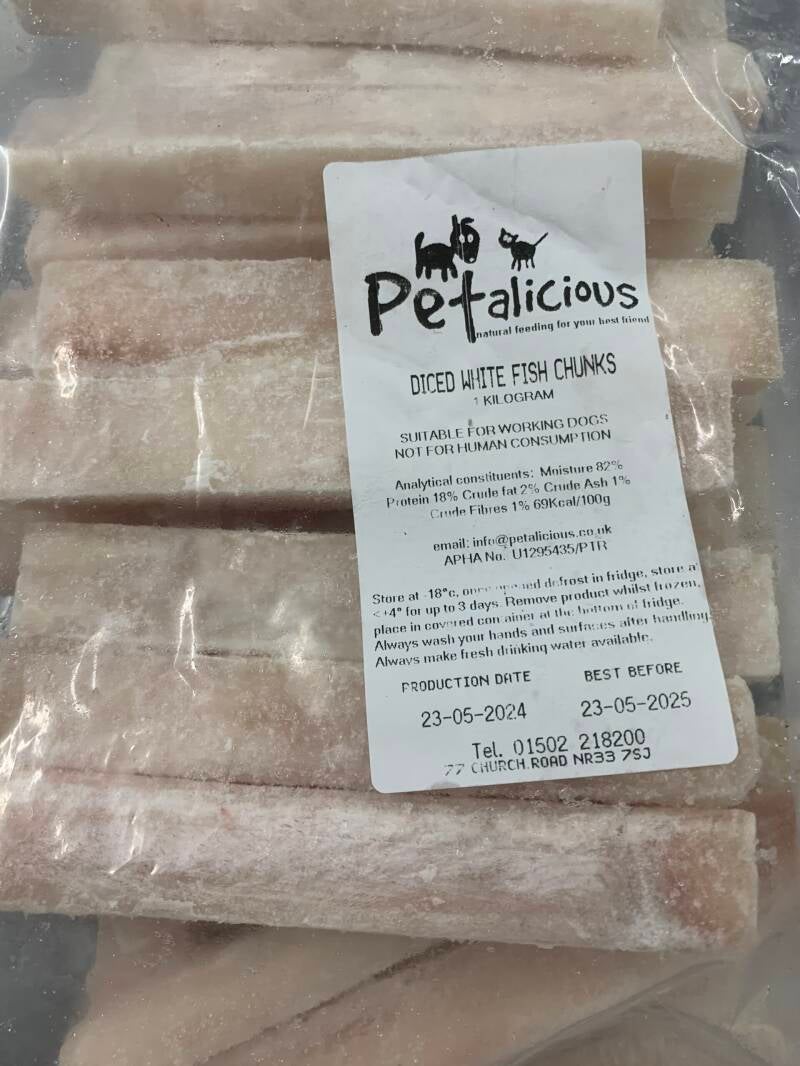 Petalicious
natural feeding for your best friend
DICED WHITE FISH CHUNKS
1 KILOGRAM
SUITABLE FOR WORKING DOGS
NOT FOR HUMAN CONSUMPTION
Analytical constituents: Moisture 82%
Protein 18% Crude fat 2% Crude Ash 1%
Crude Fibres 1% 69Kcal/100g
email: info@petalicious.co.uk
APHA No. U1295435/PTR
Store at -18°c, once opened defrost in fridge, store at
<+4° for up to 3 days. Remove product whilst frozen,
place in covered container at the bottom of fridge.
Always wash your hands and surfaces after handling.
Always make fresh drinking water available.
PRODUCTION DATE BEST BEFORE
23-05-2024 23-05-2025
Tel. 01502 218200
77 CHURCH.ROAD NR33 7SJ